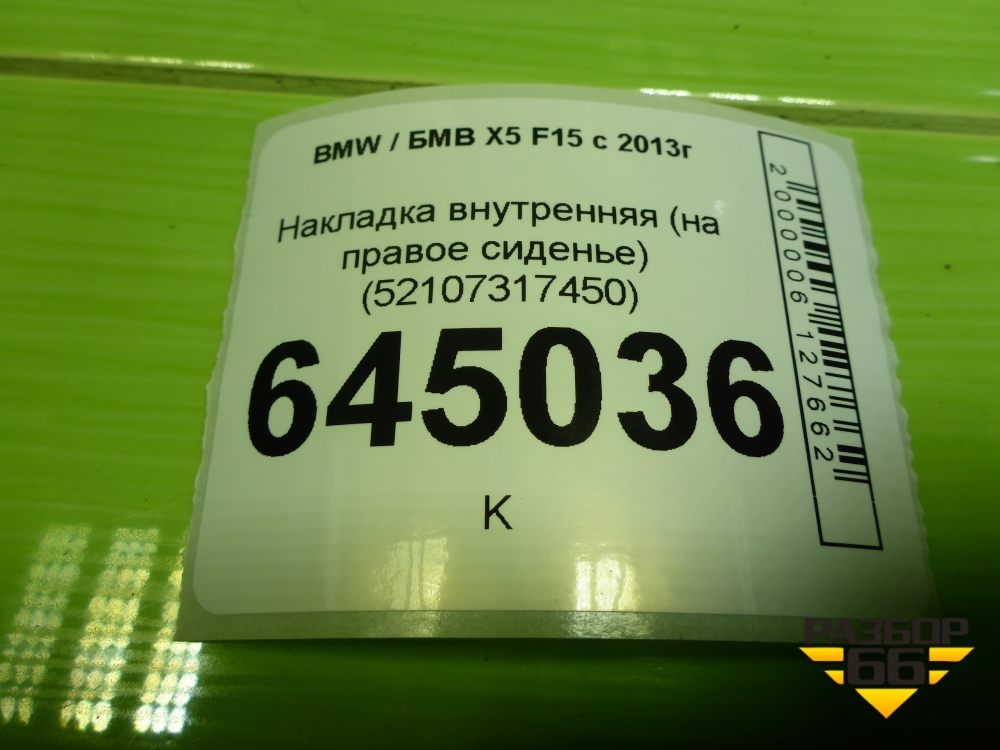 BMW / БМВ X5 F15 с 2013г
Накладка внутренняя (на
правое сиденье)
(52107317450)
645036
K
2000006127662
РАЗБОР
66